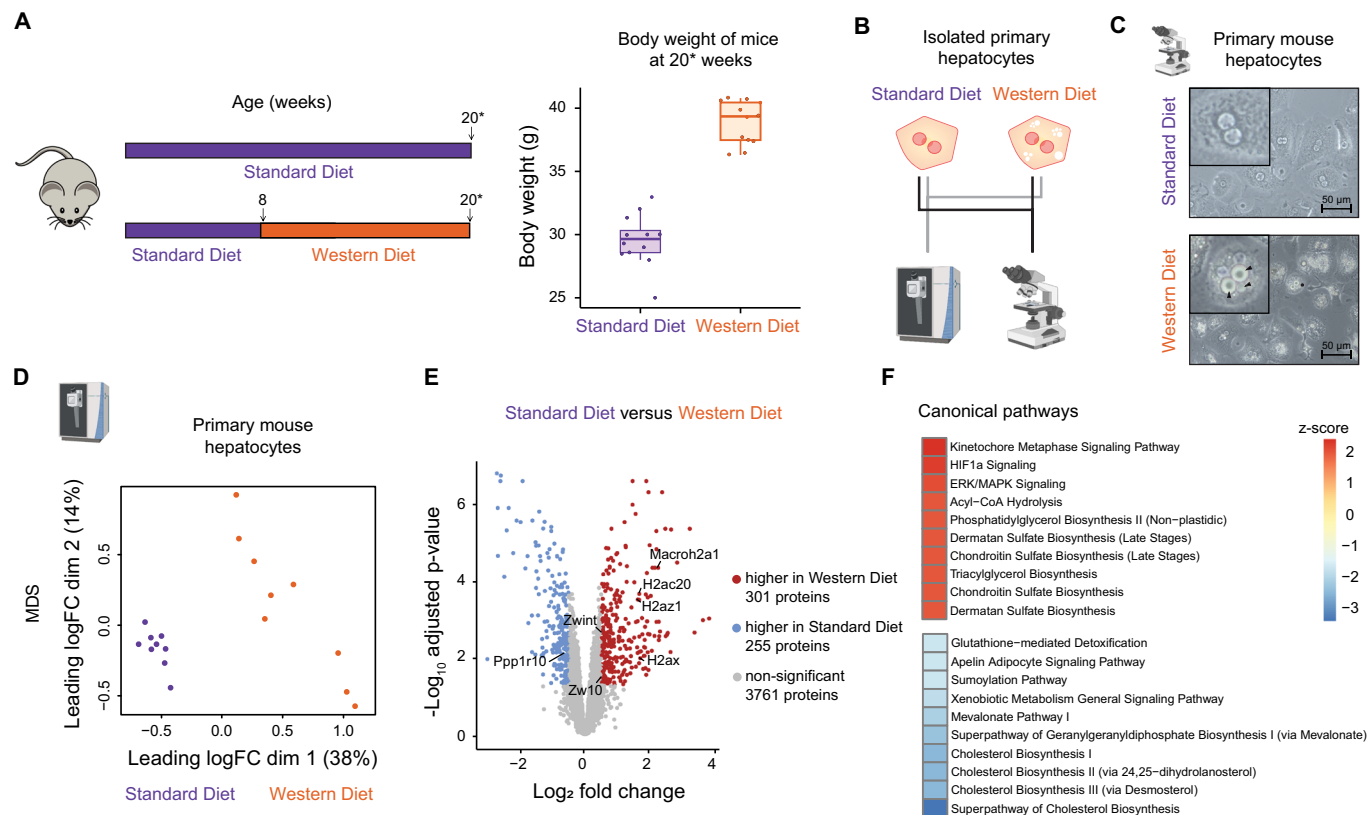 A
Age (weeks)
20*
Standard Diet
8
20*
Standard Diet
Western Diet
Body weight of mice
at 20* weeks
Body weight (g)
40
35
30
25
Standard Diet
Western Diet
B
Isolated primary
hepatocytes
Standard Diet
Western Diet
C
Primary mouse
hepatocytes
Standard Diet
50 µm
Western Diet
50 µm
D
Primary mouse
hepatocytes
MDS
Leading logFC dim 2 (14%)
0.5
0.0
−0.5
−0.5
0.0
0.5
1.0
Leading logFC dim 1 (38%)
Standard Diet
Western Diet
E
Standard Diet versus Western Diet
-Log10 adjusted p-value
6
4
2
0
Macroh2a1
H2ac20
H2az1
Zwint
Ppp1r10
H2ax
Zw10
−2
0
2
4
Log2 fold change
higher in Western Diet
301 proteins
higher in Standard Diet
255 proteins
non-significant
3761 proteins
F
Canonical pathways
Kinetochore Metaphase Signaling Pathway
HIF1a Signaling
ERK/MAPK Signaling
Acyl−CoA Hydrolysis
Phosphatidylglycerol Biosynthesis II (Non−plastidic)
Dermatan Sulfate Biosynthesis (Late Stages)
Chondroitin Sulfate Biosynthesis (Late Stages)
Triacylglycerol Biosynthesis
Chondroitin Sulfate Biosynthesis
Dermatan Sulfate Biosynthesis
Glutathione−mediated Detoxification
Apelin Adipocyte Signaling Pathway
Sumoylation Pathway
Xenobiotic Metabolism General Signaling Pathway
Mevalonate Pathway I
Superpathway of Geranylgeranyldiphosphate Biosynthesis I (via Mevalonate)
Cholesterol Biosynthesis I
Cholesterol Biosynthesis II (via 24,25−dihydrolanosterol)
Cholesterol Biosynthesis III (via Desmosterol)
Superpathway of Cholesterol Biosynthesis
z-score
2
1
0
−1
−2
−3